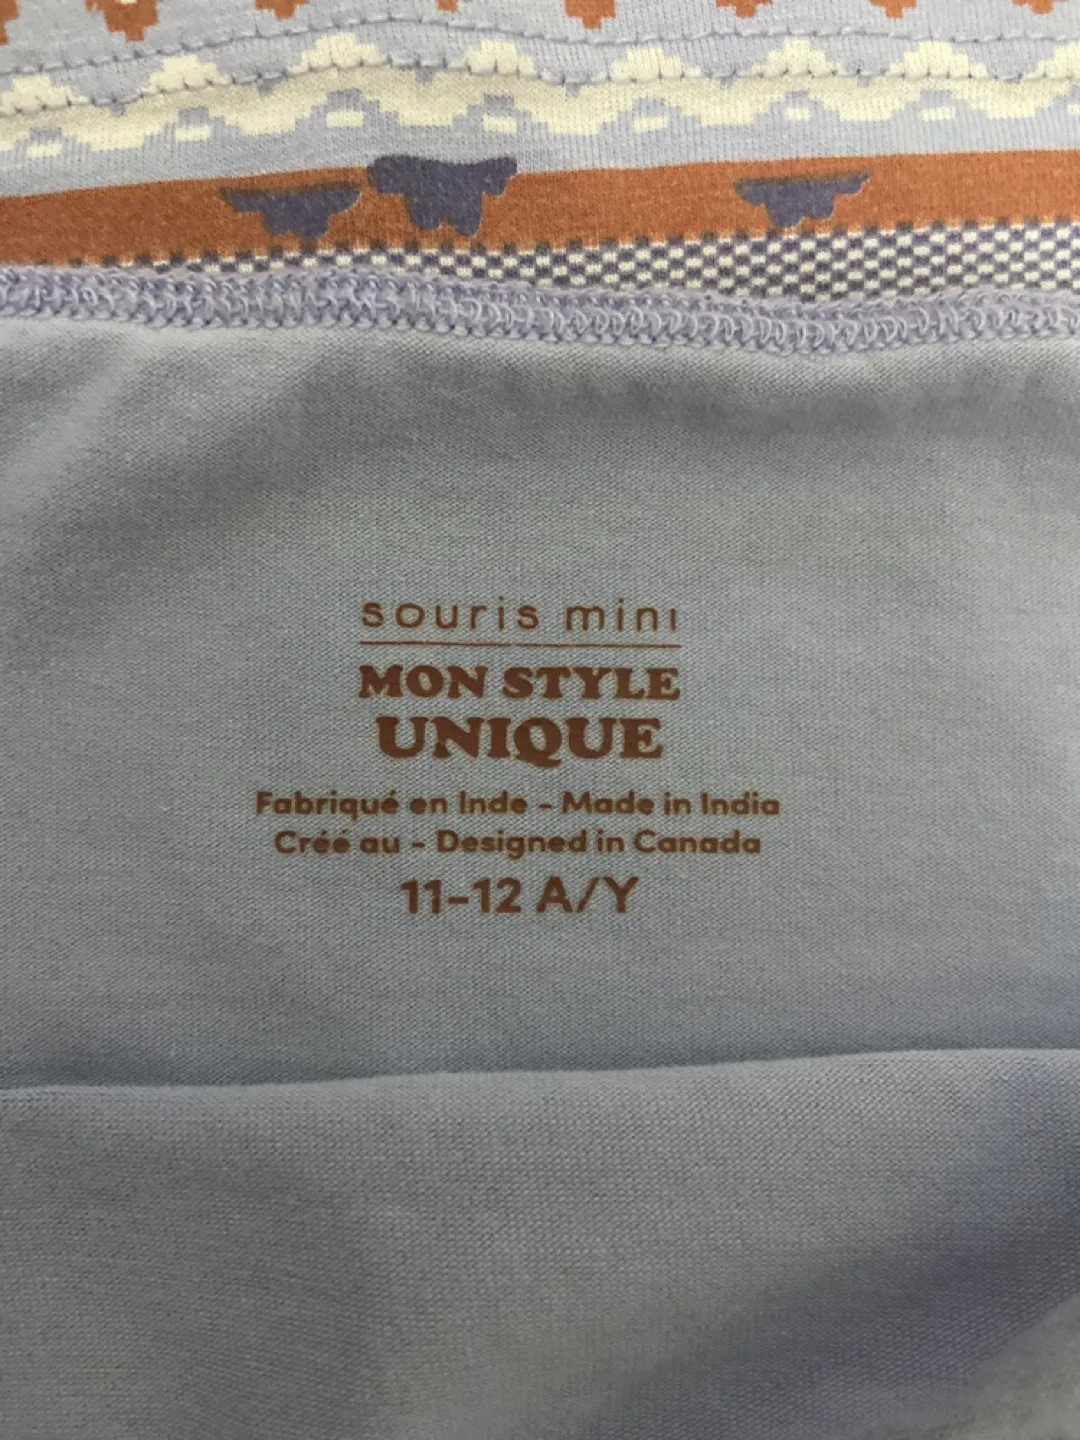 souris mini
MON STYLE
UNIQUE
Fabriqué en Inde - Made in India
Créé au - Designed in Canada
11-12 A/Y